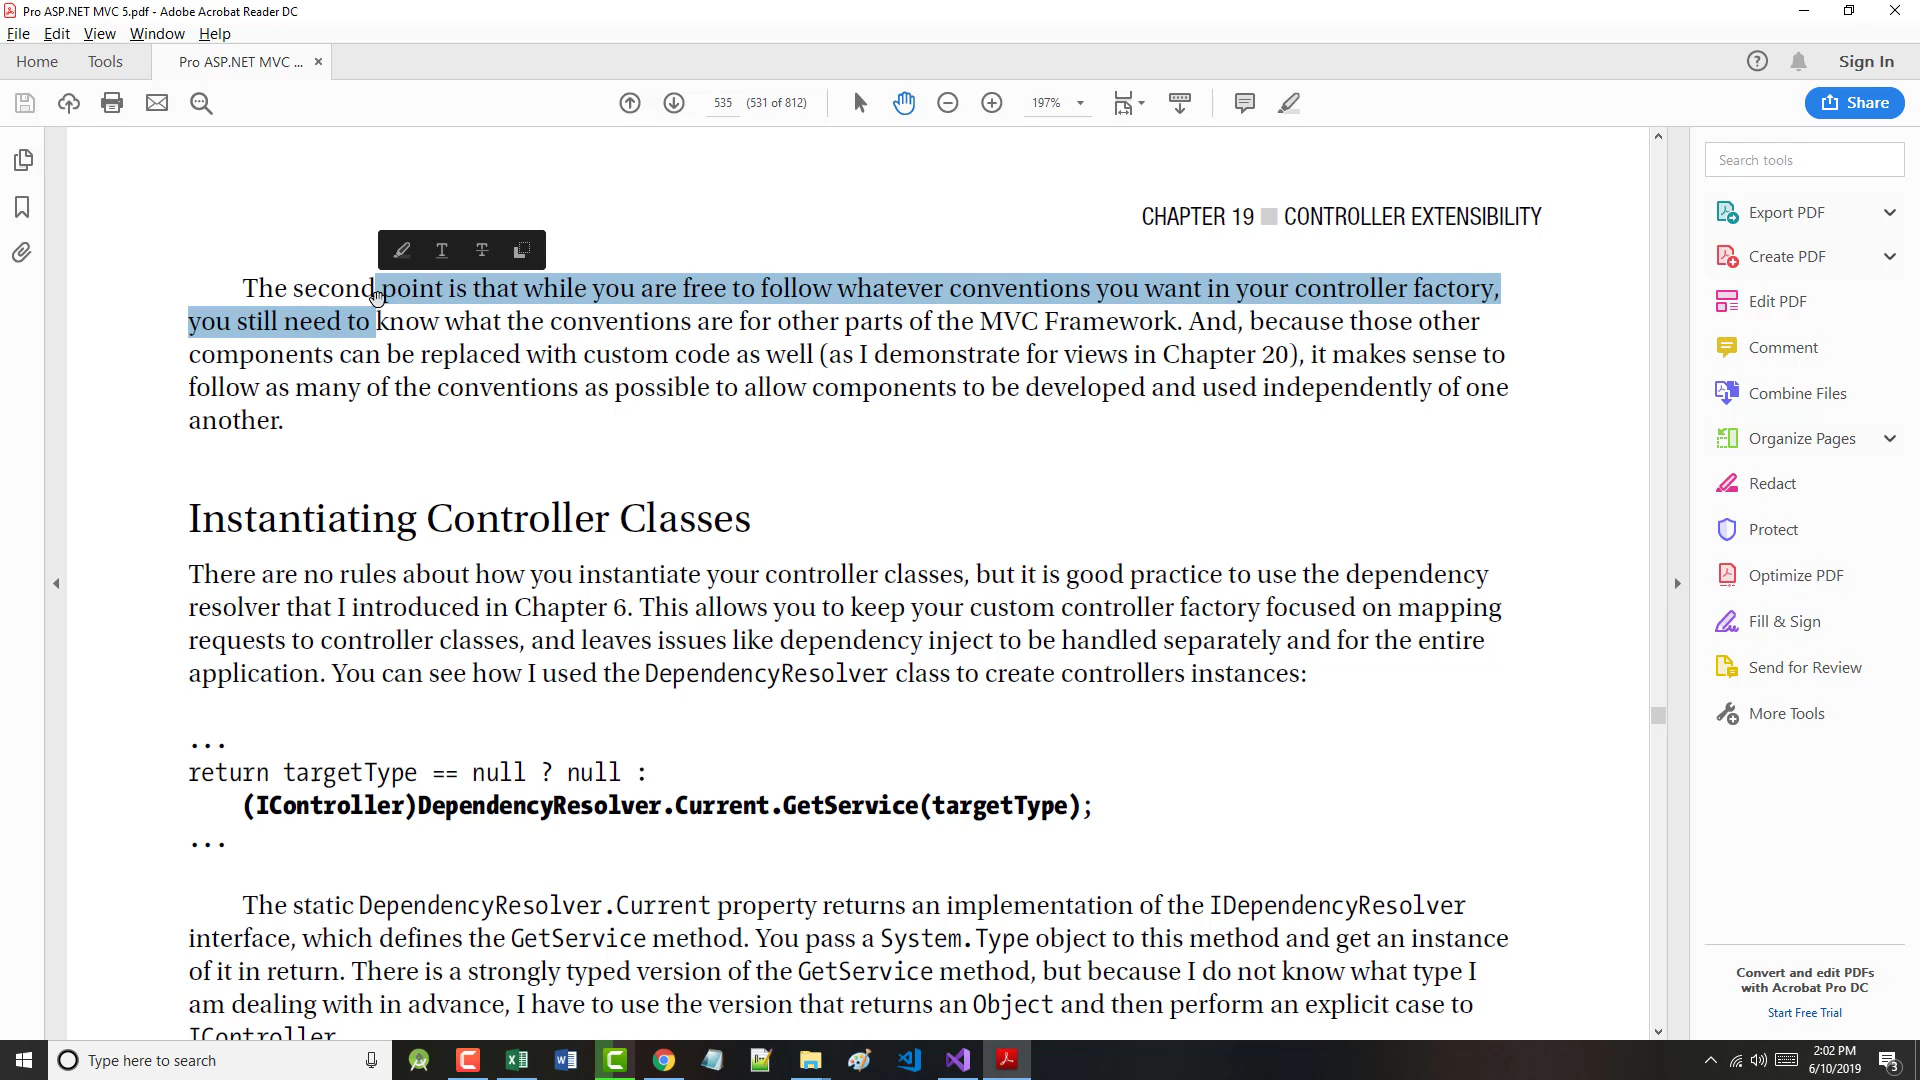 Pro ASP.NET MVC 5.pdf - Adobe Acrobat Reader DC
File Edit View Window Help
Home Tools Pro ASP.NET MVC ... × Sign In
535 (531 of 812) 197% Share
CHAPTER 19 ■ CONTROLLER EXTENSIBILITY
The second point is that while you are free to follow whatever conventions you want in your controller factory,
you still need to know what the conventions are for other parts of the MVC Framework. And, because those other
components can be replaced with custom code as well (as I demonstrate for views in Chapter 20), it makes sense to
follow as many of the conventions as possible to allow components to be developed and used independently of one
another.
Instantiating Controller Classes
There are no rules about how you instantiate your controller classes, but it is good practice to use the dependency
resolver that I introduced in Chapter 6. This allows you to keep your custom controller factory focused on mapping
requests to controller classes, and leaves issues like dependency inject to be handled separately and for the entire
application. You can see how I used the DependencyResolver class to create controllers instances:
...
return targetType == null ? null :
(IController)DependencyResolver.Current.GetService(targetType);
...
The static DependencyResolver.Current property returns an implementation of the IDependencyResolver
interface, which defines the GetService method. You pass a System.Type object to this method and get an instance
of it in return. There is a strongly typed version of the GetService method, but because I do not know what type I
am dealing with in advance, I have to use the version that returns an Object and then perform an explicit case to
IController.
Search tools
Export PDF
Create PDF
Edit PDF
Comment
Combine Files
Organize Pages
Redact
Protect
Optimize PDF
Fill & Sign
Send for Review
More Tools
Convert and edit PDFs
with Acrobat Pro DC
Start Free Trial
Type here to search
2:02 PM
6/10/2019
3